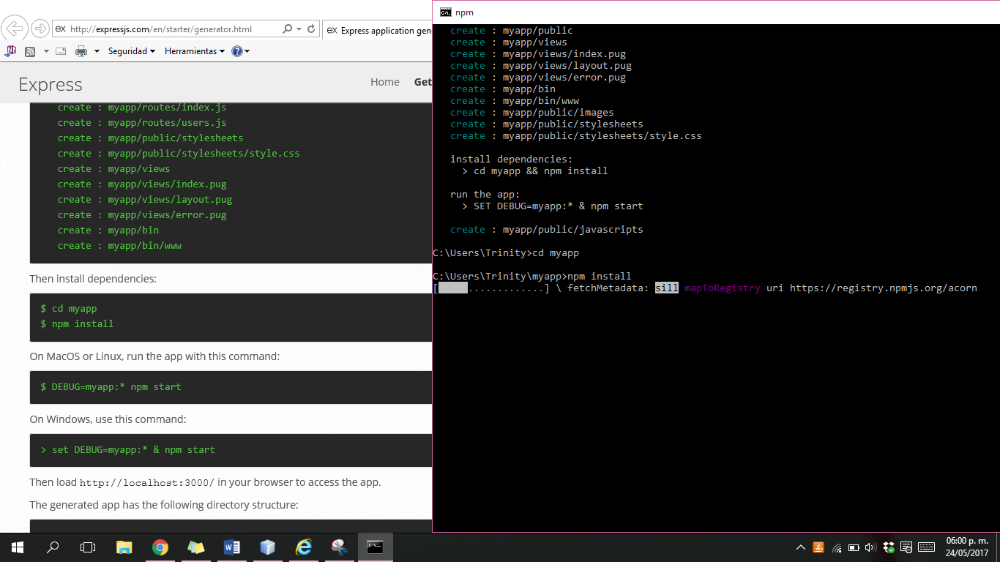 http://expressjs.com/en/starter/generator.html
Express application gen
Seguridad
Herramientas
Express
Home
Get
create : myapp/routes/index.js
create : myapp/routes/users.js
create : myapp/public/stylesheets
create : myapp/public/stylesheets/style.css
create : myapp/views
create : myapp/views/index.pug
create : myapp/views/layout.pug
create : myapp/views/error.pug
create : myapp/bin
create : myapp/bin/www
Then install dependencies:
$ cd myapp
$ npm install
On MacOS or Linux, run the app with this command:
$ DEBUG=myapp:* npm start
On Windows, use this command:
> set DEBUG=myapp:* & npm start
Then load http://localhost:3000/ in your browser to access the app.
The generated app has the following directory structure:
npm
create : myapp/public
create : myapp/views
create : myapp/views/index.pug
create : myapp/views/layout.pug
create : myapp/views/error.pug
create : myapp/bin
create : myapp/bin/www
create : myapp/public/images
create : myapp/public/stylesheets
create : myapp/public/stylesheets/style.css
install dependencies:
> cd myapp && npm install
run the app:
> SET DEBUG=myapp:* & npm start
create : myapp/public/javascripts
C:\Users\Trinity>cd myapp
C:\Users\Trinity\myapp>npm install
[.............] \ fetchMetadata: sill mapToRegistry uri https://registry.npmjs.org/acorn
06:00 p. m.
24/05/2017